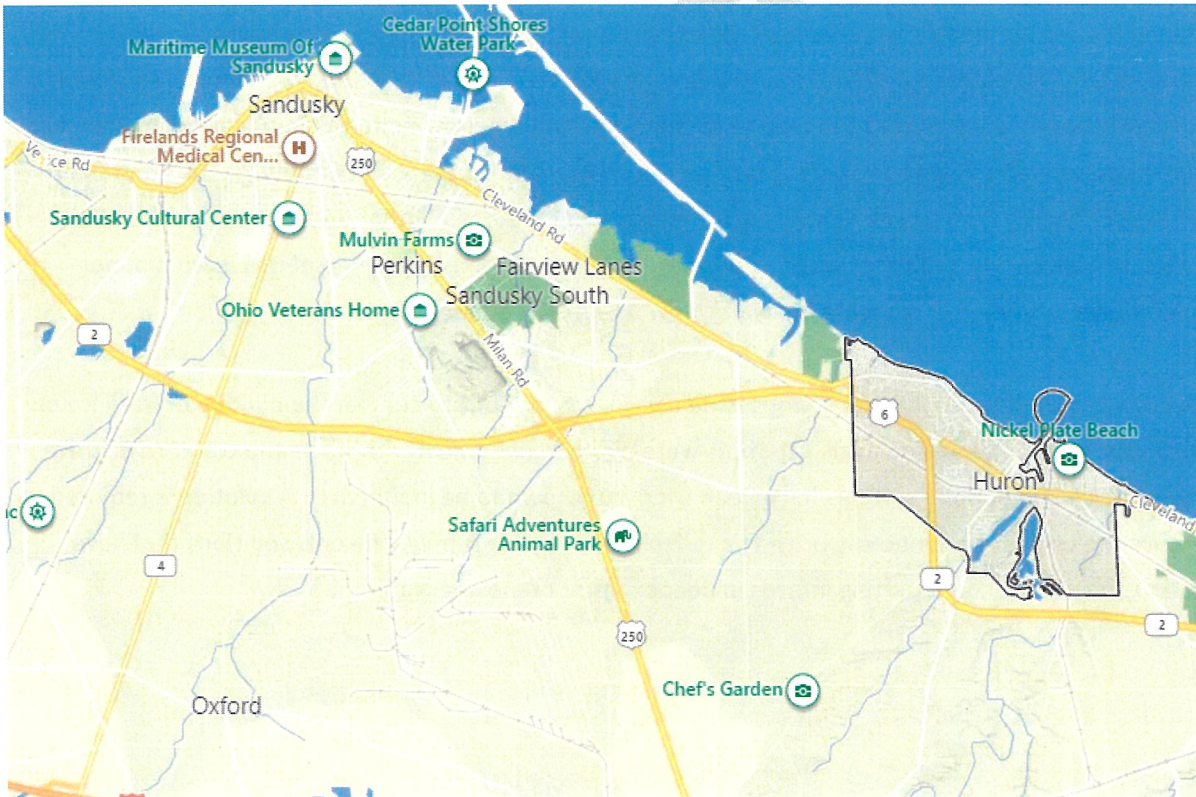 Cedar Point Shores
Water Park
Maritime Museum Of
Sandusky
Sandusky
Firelands Regional
Medical Cen...
H
250
Rd
Cleveland Rd
Sandusky Cultural Center
Mulvin Farms
Perkins
Fairview Lanes
Sandusky South
Ohio Veterans Home
2
Milan Rd
6
Nickel Plate Beach
Huron
Cleveland
c
Safari Adventures
Animal Park
4
2
2
250
Chef's Garden
Oxford